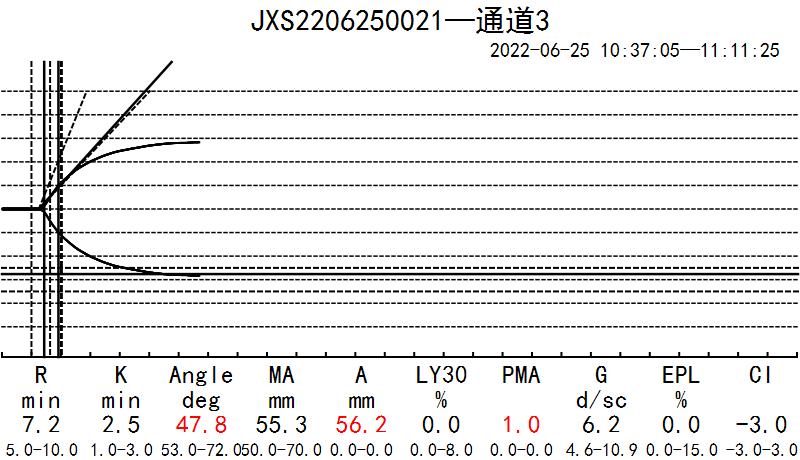 JXS2206250021—通道3
2022-06-25 10:37:05—11:11:25
R K Angle MA A LY30 PMA G EPL CI
min min deg mm mm % d/sc %
7.2 2.5 47.8 55.3 56.2 0.0 1.0 6.2 0.0 -3.0
5.0-10.0 1.0-3.0 53.0-72.0 50.0-70.0 0.0-0.0 0.0-8.0 0.0-0.0 4.6-10.9 0.0-15.0 -3.0-3.0